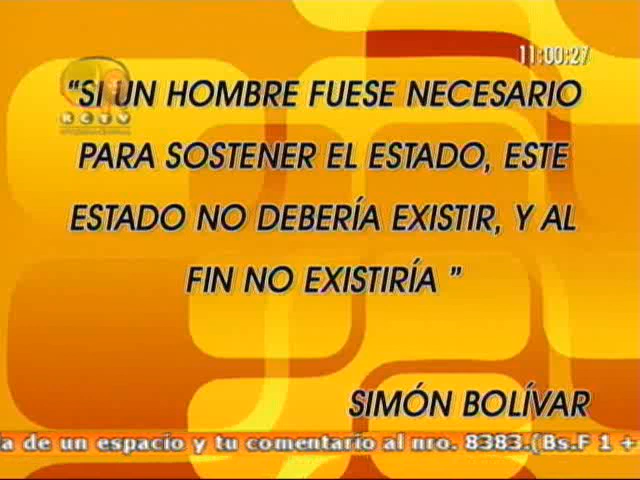 11:00:27
"SI UN HOMBRE FUESE NECESARIO
RCTV
PARA SOSTENER EL ESTADO, ESTE
ESTADO NO DEBERÍA EXISTIR, Y AL
FIN NO EXISTIRÍA "
SIMÓN BOLÍVAR
a de un espacio y tu comentario al nro. 8383.(Bs.F 1 +